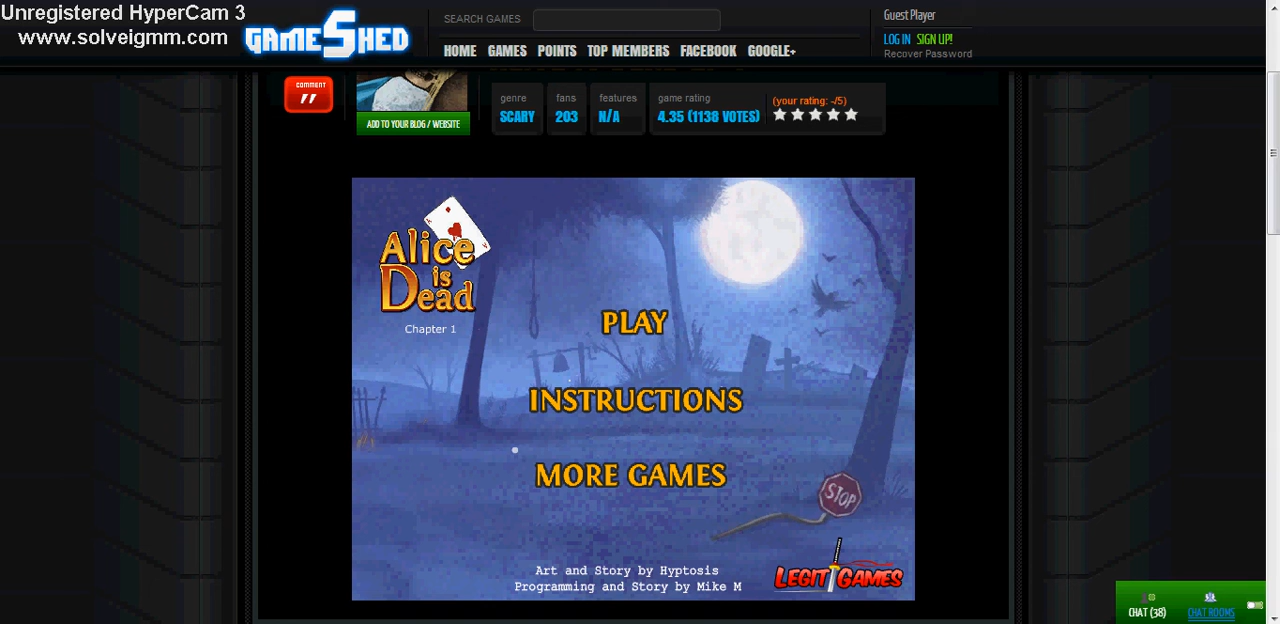 Unregistered HyperCam 3
www.solveigmm.com
GAMESHED
SEARCH GAMES
HOME GAMES POINTS TOP MEMBERS FACEBOOK GOOGLE+
Guest Player
LOG IN SIGN UP!
Recover Password
COMMENT
ADD TO YOUR BLOG / WEBSITE
genre
SCARY
fans
203
features
N/A
game rating
4.35 (1138 VOTES)
(your rating: -/5)
A
Alice
is
Dead
Chapter 1
PLAY
INSTRUCTIONS
MORE GAMES
STOP
Art and Story by Hyptosis
Programming and Story by Mike M
LEGIT GAMES
CHAT (38)
CHAT ROOMS